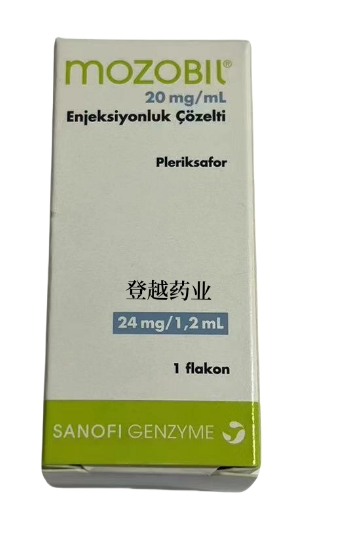 mozobil®
20 mg/mL
Enjeksiyonluk Çözelti
Pleriksafor
登越药业
24 mg/1,2 mL
1 flakon
SANOFI GENZYME